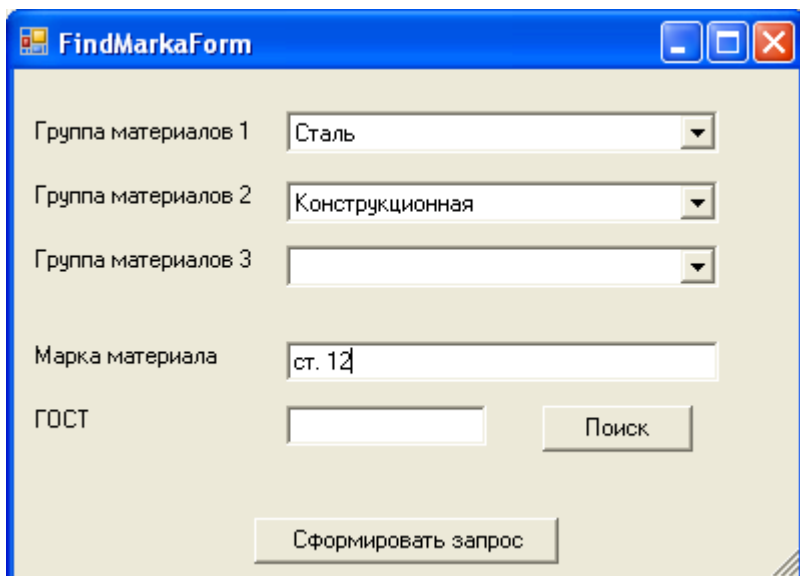 FindMarkaForm
Группа материалов 1 Сталь
Группа материалов 2 Конструкционная
Группа материалов 3
Марка материала ст. 12
ГОСТ Поиск
Сформировать запрос